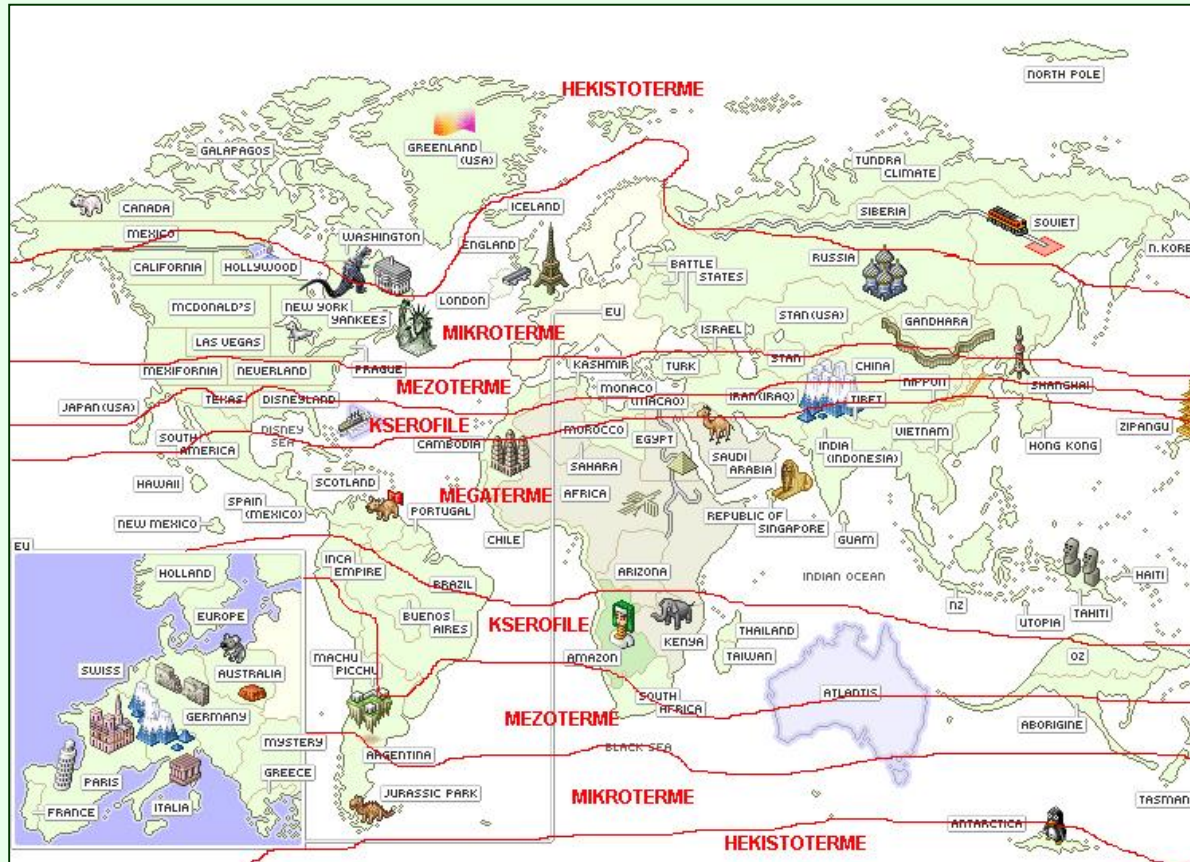 HEKISTOTERME
NORTH POLE
GALAPAGOS
GREENLAND
(USA)
TUNDRA
CLIMATE
CANADA
ICELAND
SIBERIA
SOVIET
MEXICO
WASHINGTON
ENGLAND
N.KORE
CALIFORNIA
HOLLYWOOD
BATTLE
STATES
RUSSIA
MCDONALD'S
NEW YORK
YANKEES
LONDON
EU
STAN(USA)
GANDHARA
MIKROTERME
ISRAEL
LAS VEGAS
PRAGUE
KASHMIR
TURK
STAN
CHINA
MEXIFORNIA
NEVERLAND
MEZOTERME
MONACO
(MACAO)
IRAN(IRAQ)
NIPPON
SHANGHAI
JAPAN(USA)
TEXAS
DISNEYLAND
TIBET
KSEROFILE
DISNEY
SEA
MOROCCO
VIETNAM
HONG KONG
ZIPANGU
SOUTH
AMERICA
CAMBODIA
EGYPT
SAUDI
ARABIA
INDIA
(INDONESIA)
SAHARA
HAWAII
SCOTLAND
MEGATERME
AFRICA
SPAIN
(MEXICO)
PORTUGAL
REPUBLIC OF
SINGAPORE
NEW MEXICO
CHILE
GUAM
EU
INCA
EMPIRE
ARIZONA
INDIAN OCEAN
HAITI
HOLLAND
BRAZIL
NZ
TAHITI
EUROPE
BUENOS
AIRES
KSEROFILE
KENYA
THAILAND
UTOPIA
SWISS
AUSTRALIA
MACHU
PICCHU
AMAZON
TAIWAN
OZ
GERMANY
SOUTH
AFRICA
ATLANTIS
MEZOTERME
ABORIGINE
MYSTERY
ARGENTINA
BLACK SEA
PARIS
GREECE
JURASSIC PARK
MIKROTERME
TASMAN
FRANCE
ITALIA
ANTARCTICA
HEKISTOTERME